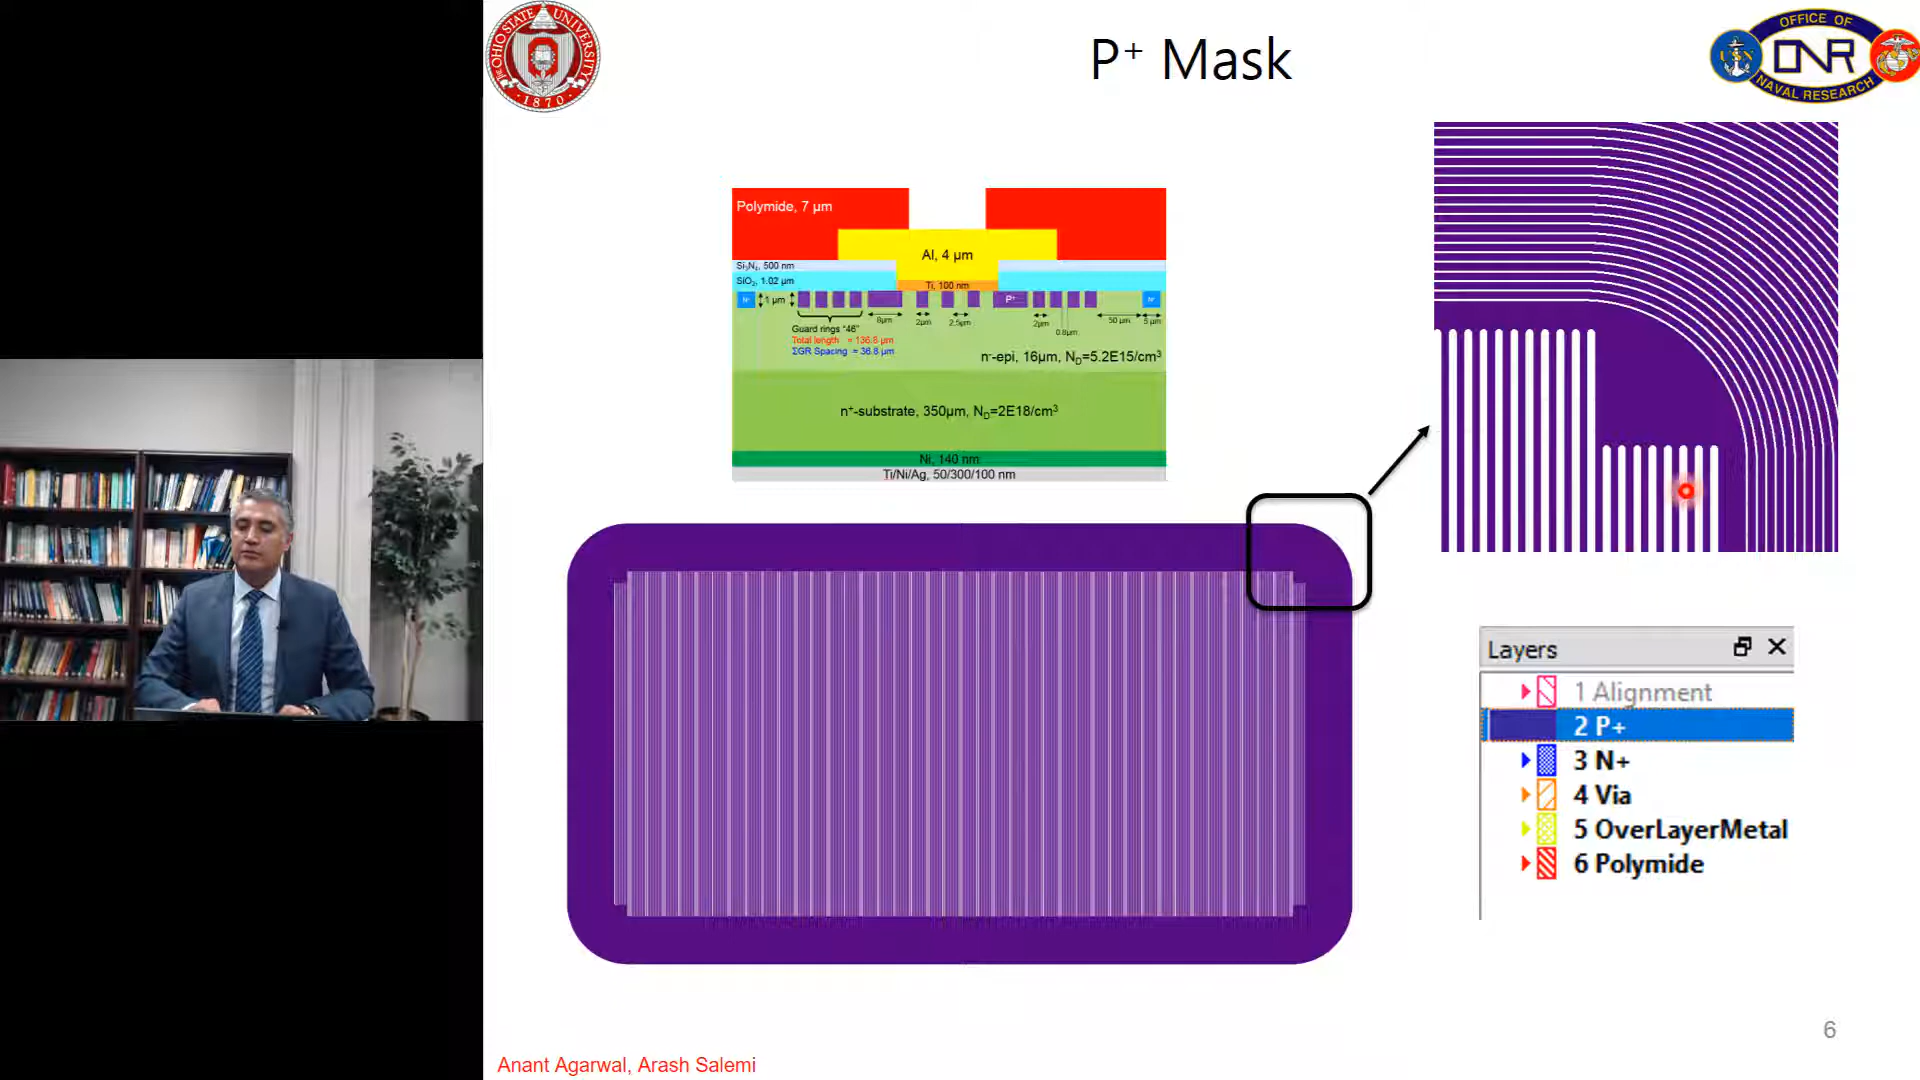 THE OHIO STATE UNIVERSITY
1870
P⁺ Mask
OFFICE OF
ONR
NAVAL RESEARCH
Polymide, 7 µm
Al, 4 µm
Si₃N₄, 500 nm
SiO₂, 1.02 µm
Ti, 100 nm
1 µm
P⁺
8µm
2µm
2.5µm
2µm
0.8µm
50 µm
5 µm
Guard rings "46"
Total length = 136.8 µm
ΣGR Spacing = 36.8 µm
n⁻-epi, 16µm, N_D=5.2E15/cm³
n⁺-substrate, 350µm, N_D=2E18/cm³
Ni, 140 nm
Ti/Ni/Ag, 50/300/100 nm
Layers
1 Alignment
2 P+
3 N+
4 Via
5 OverLayerMetal
6 Polymide
6
Anant Agarwal, Arash Salemi